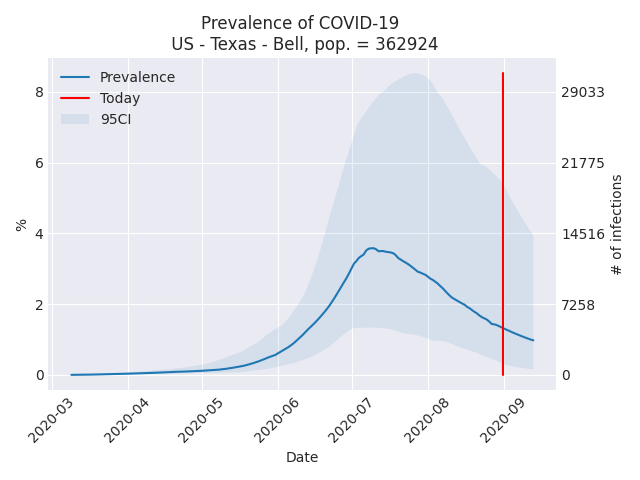 Prevalence of COVID-19
US - Texas - Bell, pop. = 362924
Prevalence
Today
95CI
%
8
6
4
2
0
29033
21775
14516
7258
0
# of infections
2020-03
2020-04
2020-05
2020-06
2020-07
2020-08
2020-09
Date